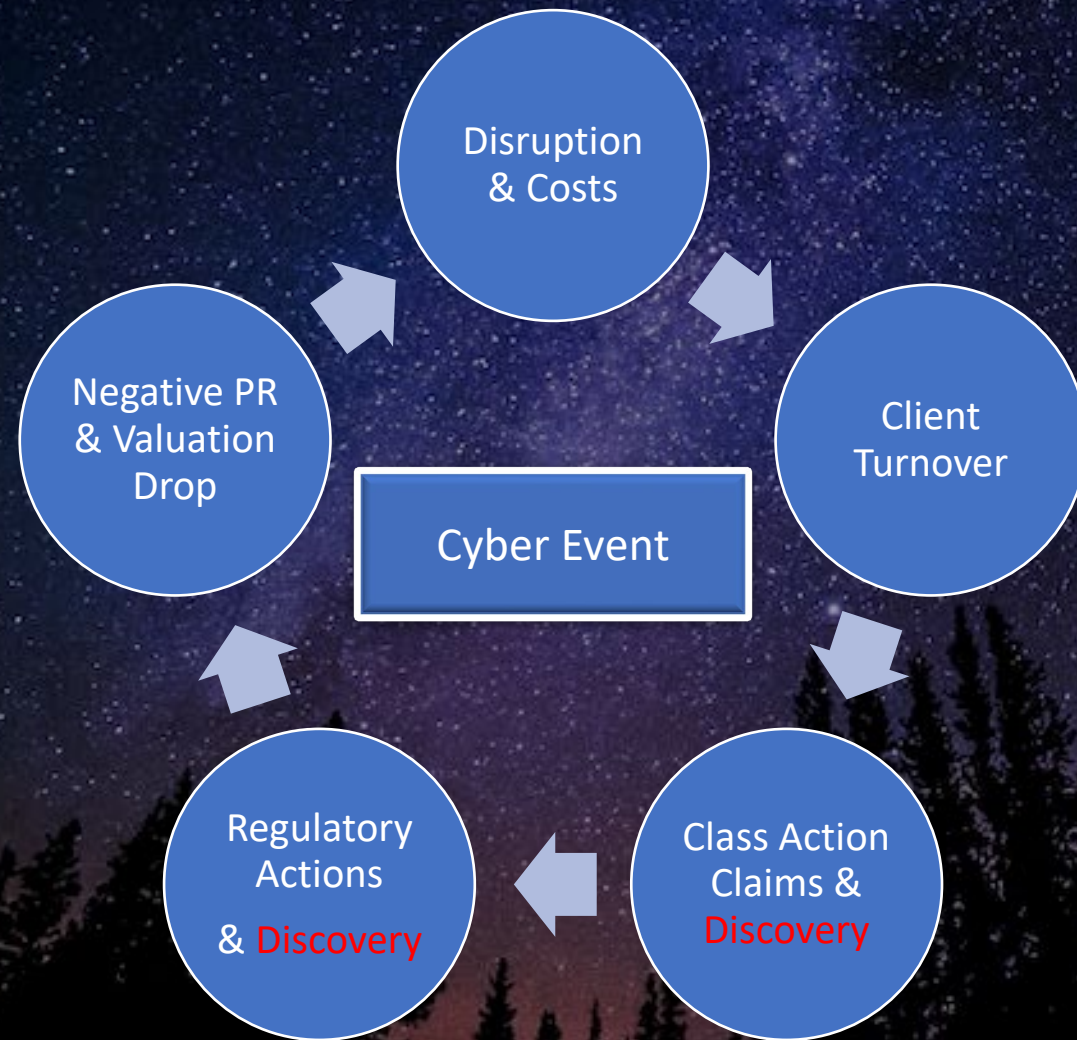 Disruption
& Costs
Client
Turnover
Class Action
Claims &
Discovery
Regulatory
Actions
& Discovery
Negative PR
& Valuation
Drop
Cyber Event